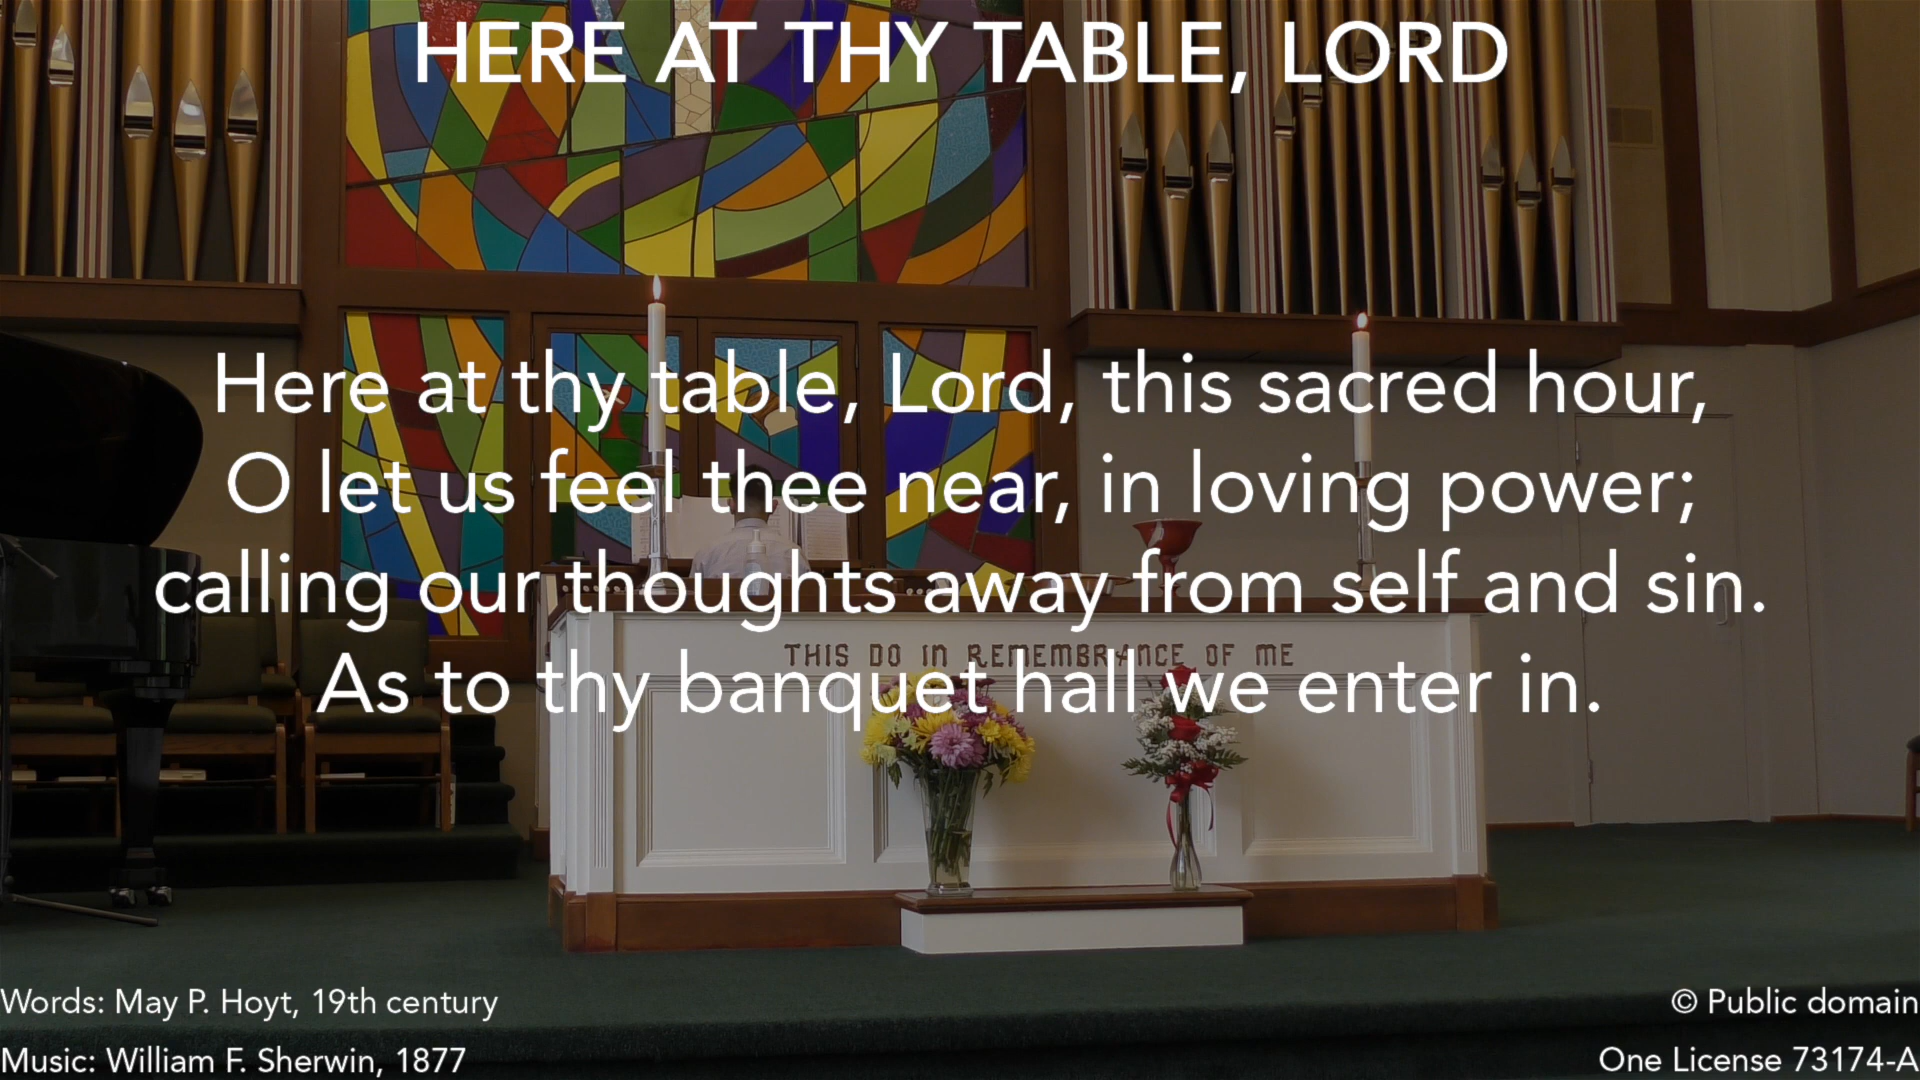 HERE AT THY TABLE, LORD
Here at thy table, Lord, this sacred hour,
O let us feel thee near, in loving power;
calling our thoughts away from self and sin.
THIS DO IN REMEMBRANCE OF ME
As to thy banquet hall we enter in.
Words: May P. Hoyt, 19th century
© Public domain
Music: William F. Sherwin, 1877
One License 73174-A